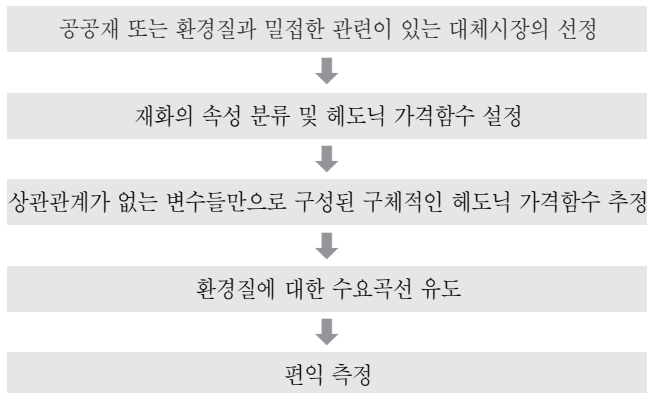 공공재 또는 환경질과 밀접한 관련이 있는 대체시장의 선정
재화의 속성 분류 및 헤도닉 가격함수 설정
상관관계가 없는 변수들만으로 구성된 구체적인 헤도닉 가격함수 추정
환경질에 대한 수요곡선 유도
편익 측정